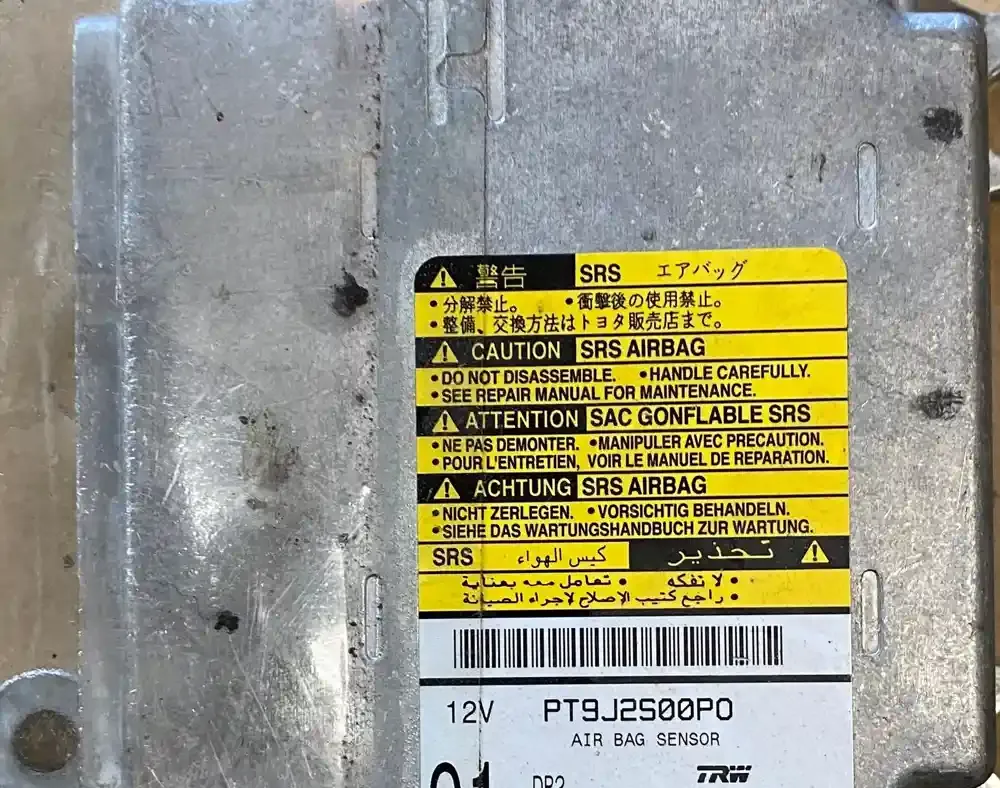 警告 SRS エアバッグ
・分解禁止。 ・衝撃後の使用禁止。
・整備、交換方法はトヨタ販売店まで。
CAUTION SRS AIRBAG
•DO NOT DISASSEMBLE. •HANDLE CAREFULLY.
•SEE REPAIR MANUAL FOR MAINTENANCE.
ATTENTION SAC GONFLABLE SRS
•NE PAS DEMONTER. •MANIPULER AVEC PRECAUTION.
•POUR L'ENTRETIEN, VOIR LE MANUEL DE REPARATION.
ACHTUNG SRS AIRBAG
•NICHT ZERLEGEN. •VORSICHTIG BEHANDELN.
•SIEHE DAS WARTUNGSHANDBUCH ZUR WARTUNG.
تحذير كيس الهواء SRS
• لا تفكه • تعامل معه بعناية
• راجع كتيب الإصلاح لاجراء الصيانة
12V PT9J2S00P0
AIR BAG SENSOR
01 DP2 TRW